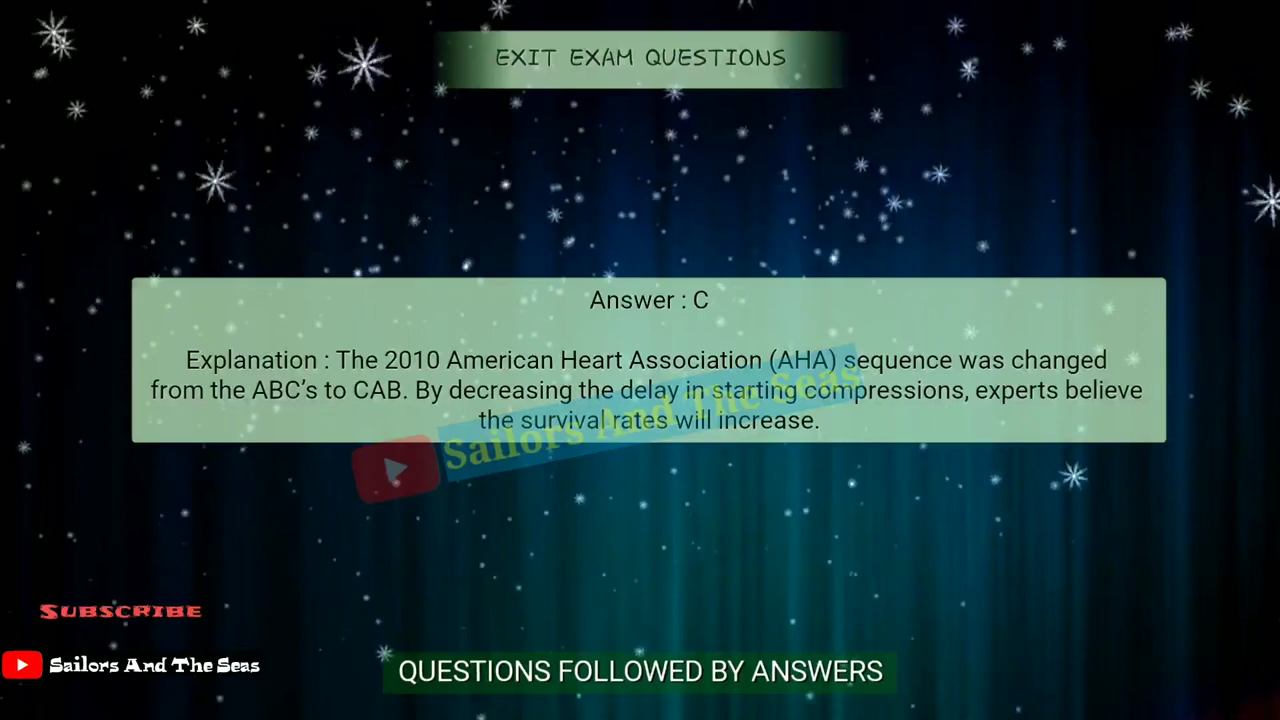 EXIT EXAM QUESTIONS
Answer : C
Explanation : The 2010 American Heart Association (AHA) sequence was changed
from the ABC’s to CAB. By decreasing the delay in starting compressions, experts believe
the survival rates will increase.
Sailors And The Seas
SUBSCRIBE
Sailors And The Seas
QUESTIONS FOLLOWED BY ANSWERS